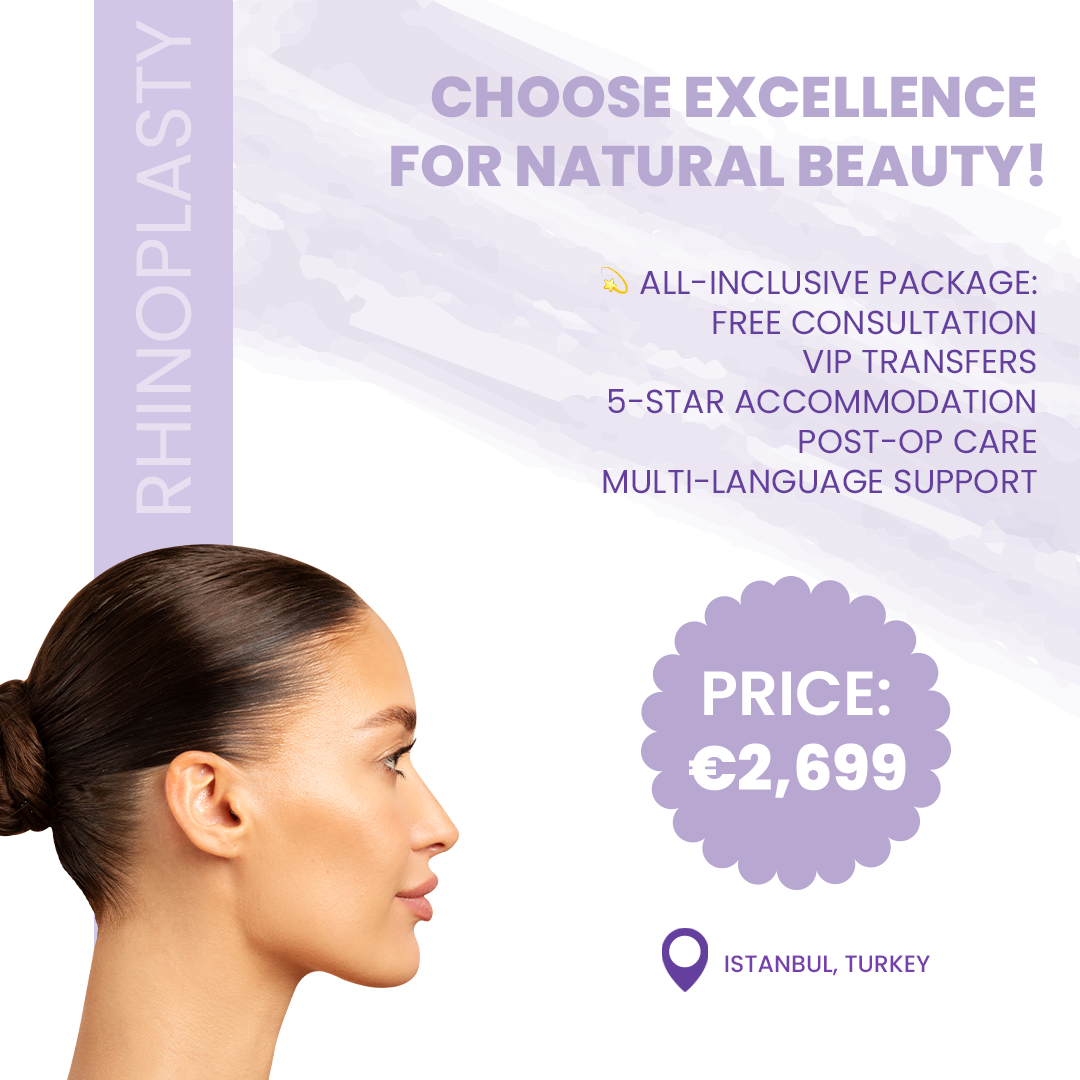 RHINOPLASTY
CHOOSE EXCELLENCE
FOR NATURAL BEAUTY!
💫 ALL-INCLUSIVE PACKAGE:
FREE CONSULTATION
VIP TRANSFERS
5-STAR ACCOMMODATION
POST-OP CARE
MULTI-LANGUAGE SUPPORT
PRICE:
€2,699
ISTANBUL, TURKEY